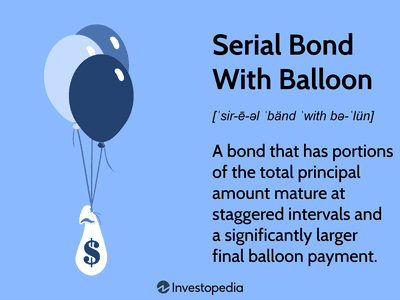 Serial Bond
With Balloon
[ˈsir-ē-əl ˈbänd ˈwith bə-ˈlün]
A bond that has portions
of the total principal
amount mature at
staggered intervals and
a significantly larger
final balloon payment.
$
Investopedia